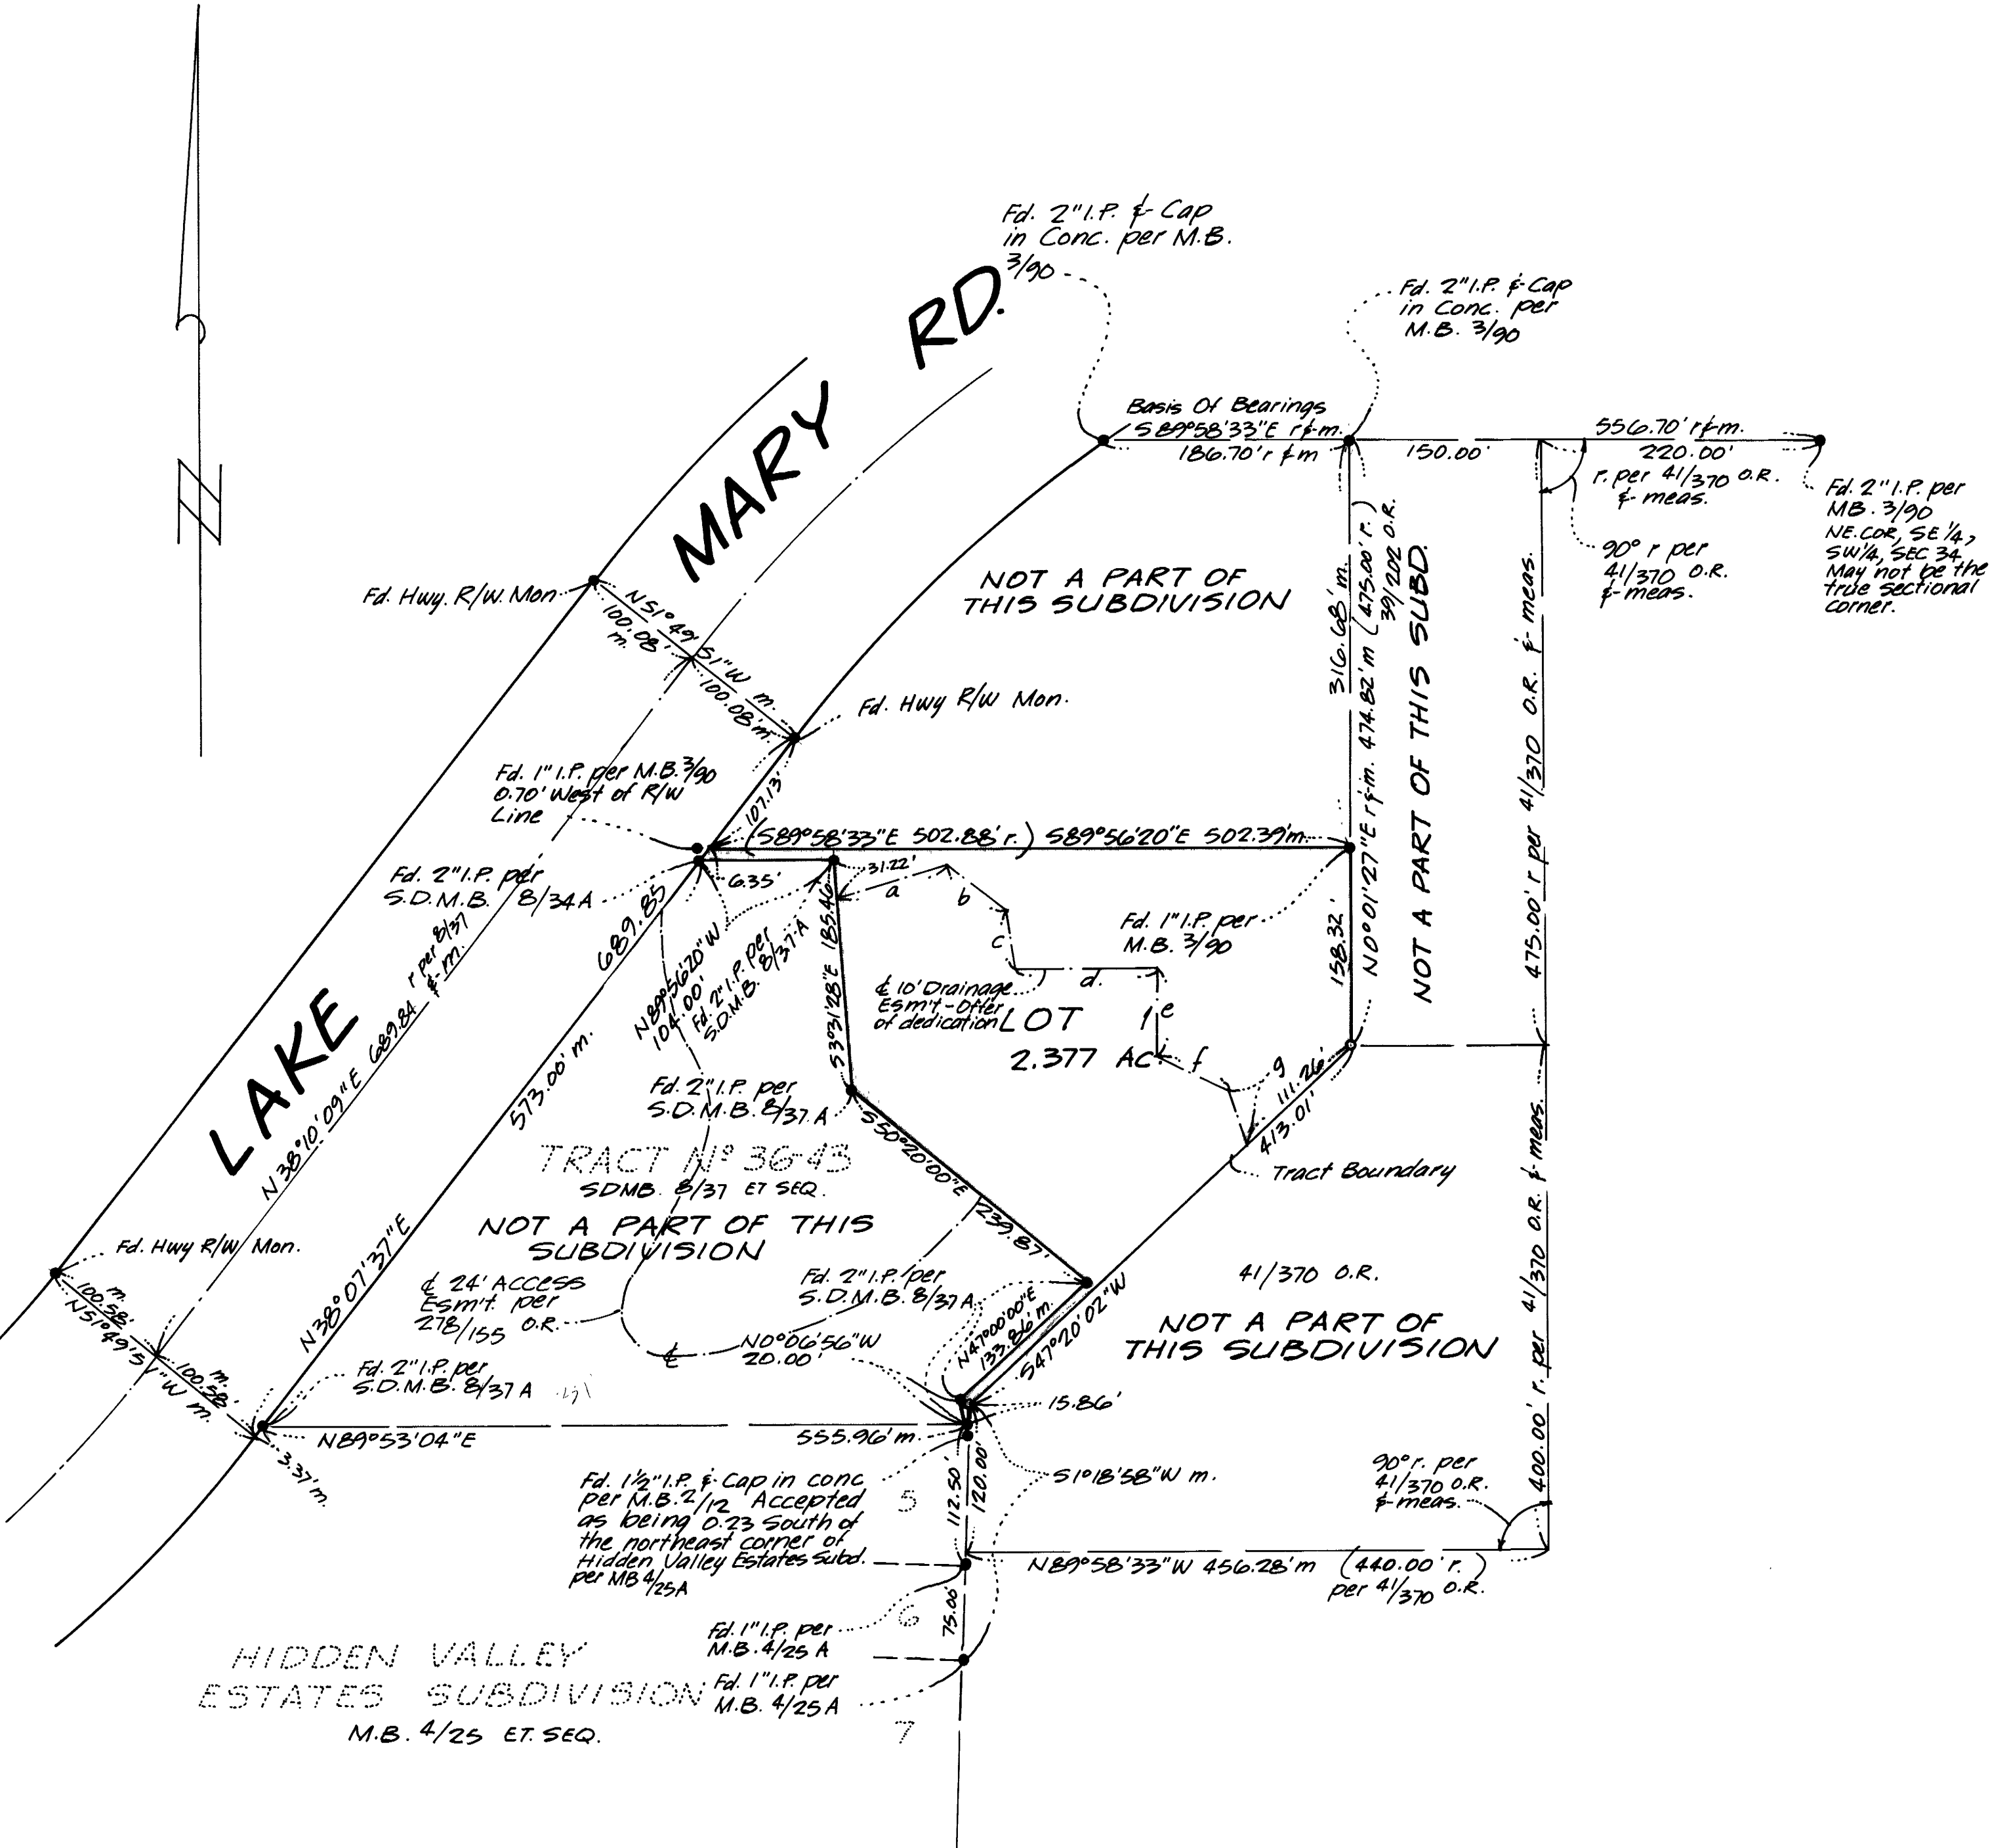 Fd. 2" I.P. & Cap
in Conc. per M.B.
3/90
Fd. 2" I.P. & Cap
in Conc. per
M.B. 3/90
LAKE MARY RD.
Basis Of Bearings
S89°58'33"E r&m.
186.70' r & m
150.00'
556.70' r&m.
220.00'
r. per 41/370 O.R.
& meas.
90° r per
41/370 O.R.
& meas.
Fd. 2" I.P. per
MB. 3/90
NE. COR, SE 1/4,
SW 1/4, SEC 34
May not be the
true sectional
corner.
N
Fd. Hwy. R/W. Mon.
N51°49'51"W m.
100.08'
m.
100.08' m.
Fd. Hwy R/W Mon.
NOT A PART OF
THIS SUBDIVISION
316.68' m.
N0°01'27"E r&m. 474.82' m (475.00' r.)
39/202 O.R.
NOT A PART OF THIS SUBD.
475.00' r per 41/370 O.R. & meas.
Fd. 1" I.P. per M.B. 3/90
0.70' West of R/W
Line
107.13'
(S89°58'33"E 502.88' r.) S89°56'20"E 502.39' m.
Fd. 2" I.P. per
S.D.M.B. 8/34 A
6.35'
31.22'
a
b
c
d
e
f
g
Fd. 1" I.P. per
M.B. 3/90
158.32'
689.85
N89°56'20"W
104.00'
Fd. 2" I.P. per
S.D.M.B. 8/37-A
S3°31'28"E 185.46'
℄ 10' Drainage
Esm't-Offer
of dedication
LOT 1
2.377 AC.
N38°10'09"E 689.84 r per 8/37
& m.
573.00' m.
Fd. 2" I.P. per
S.D.M.B. 8/37 A
111.26'
413.01'
Tract Boundary
TRACT Nº 36-43
SDMB. 8/37 ET SEQ.
NOT A PART OF THIS
SUBDIVISION
S50°20'00"E
239.87'
N38°07'37"E
Fd. Hwy R/W Mon.
℄ 24' ACCESS
Esm't. per
278/155 O.R.
Fd. 2" I.P. per
S.D.M.B. 8/37 A
41/370 O.R.
NOT A PART OF
THIS SUBDIVISION
400.00' r. per 41/370 O.R. & meas.
m.
100.58'
N51°49'51"W m.
m.
100.58'
3.37' m.
℄
N0°06'56"W
20.00'
N47°00'00"E
133.86' m.
S47°20'02"W
Fd. 2" I.P. per
S.D.M.B. 8/37 A
15.86'
N89°53'04"E
555.96' m.
S1°18'58"W m.
90° r. per
41/370 O.R.
& meas.
Fd. 1½" I.P. & Cap in conc
per M.B. 2/12 Accepted
as being 0.23 South of
the northeast corner of
Hidden Valley Estates Subd.
per MB 4/25A
5
112.50'
120.00'
N89°58'33"W 456.28' m (440.00' r.)
per 41/370 O.R.
6
75.00'
Fd. 1" I.P. per
M.B. 4/25 A
HIDDEN VALLEY
ESTATES SUBDIVISION
M.B. 4/25 ET. SEQ.
Fd. 1" I.P. per
M.B. 4/25 A
7